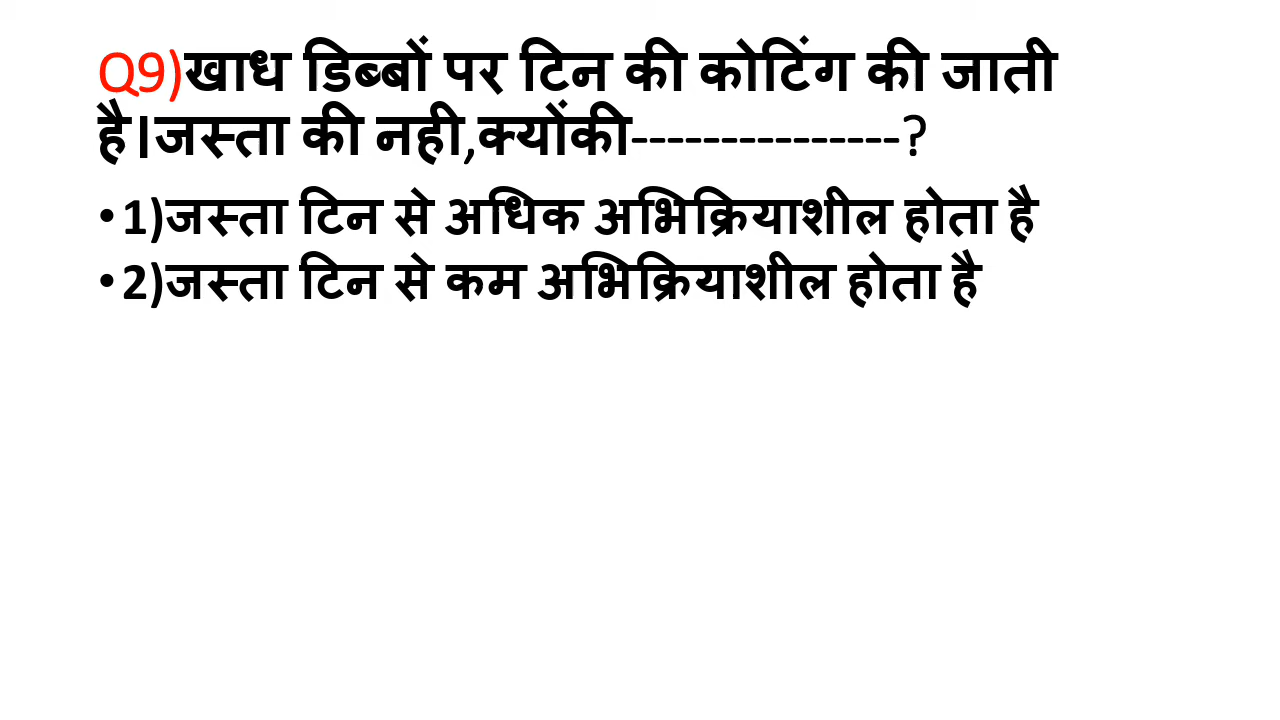 Q9)खाध डिब्बों पर टिन की कोटिंग की जाती
है।जस्ता की नही,क्योंकी---------------?
•1)जस्ता टिन से अधिक अभिक्रियाशील होता है
•2)जस्ता टिन से कम अभिक्रियाशील होता है